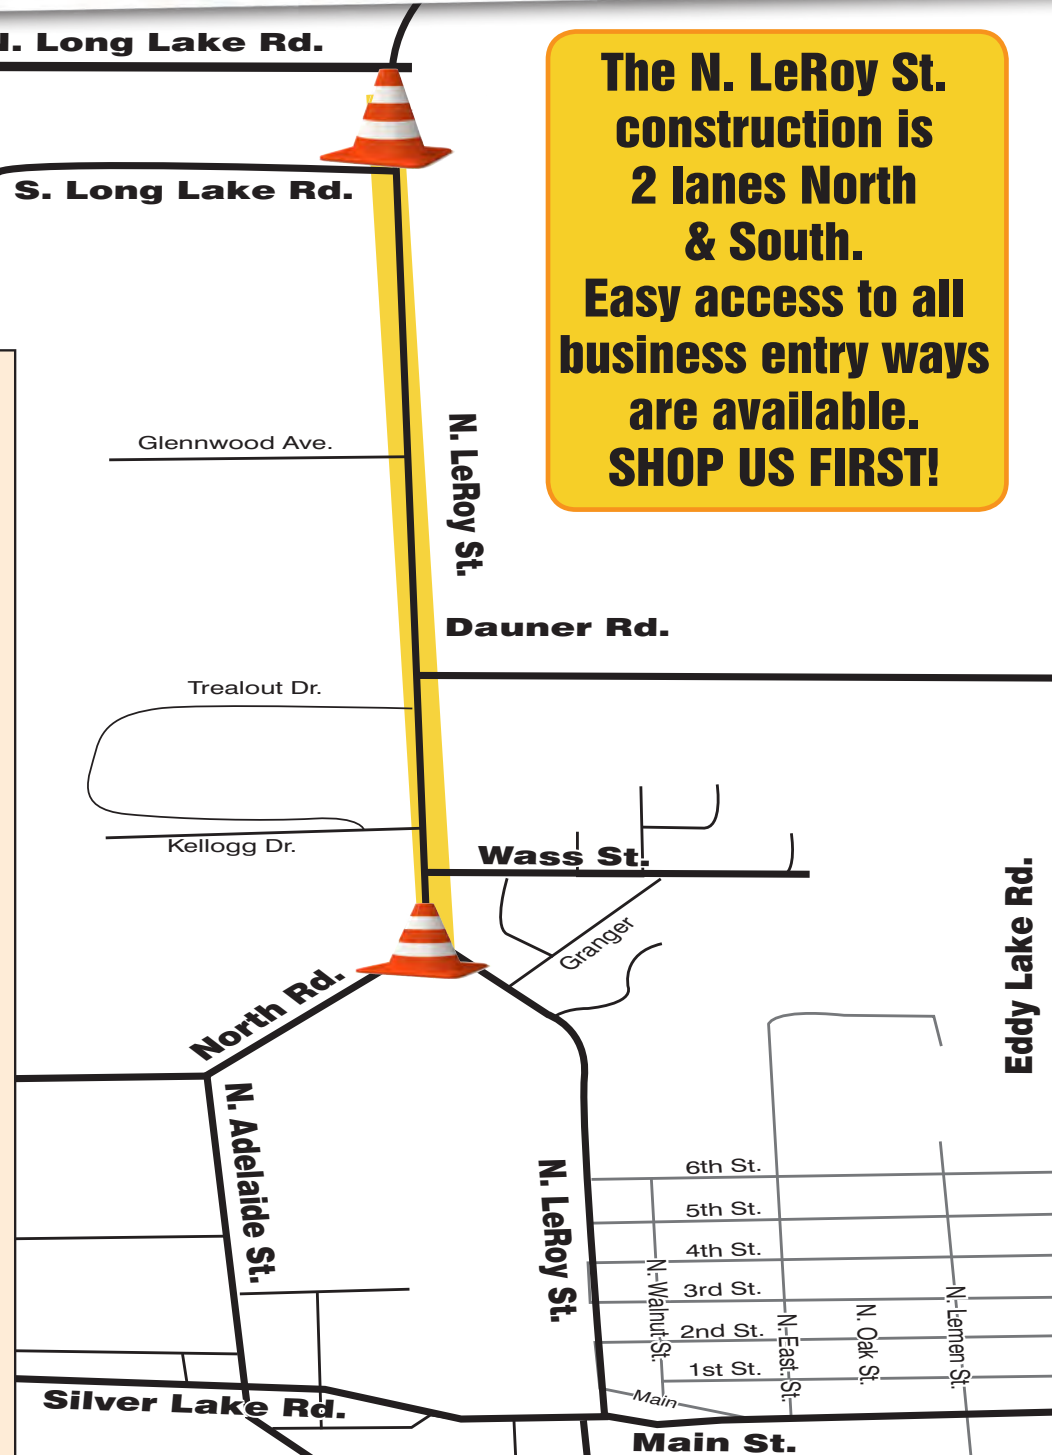 . Long Lake Rd.
The N. LeRoy St.
construction is
2 lanes North
& South.
Easy access to all
business entry ways
are available.
SHOP US FIRST!
S. Long Lake Rd.
Glennwood Ave.
N. LeRoy St.
Dauner Rd.
Trealout Dr.
Kellogg Dr.
Wass St.
Granger
Eddy Lake Rd.
North Rd.
N. Adelaide St.
N. LeRoy St.
6th St.
5th St.
4th St.
3rd St.
2nd St.
1st St.
N. Walnut St.
N. East. St.
N. Oak St.
N. Lemen St.
Main
Silver Lake Rd.
Main St.